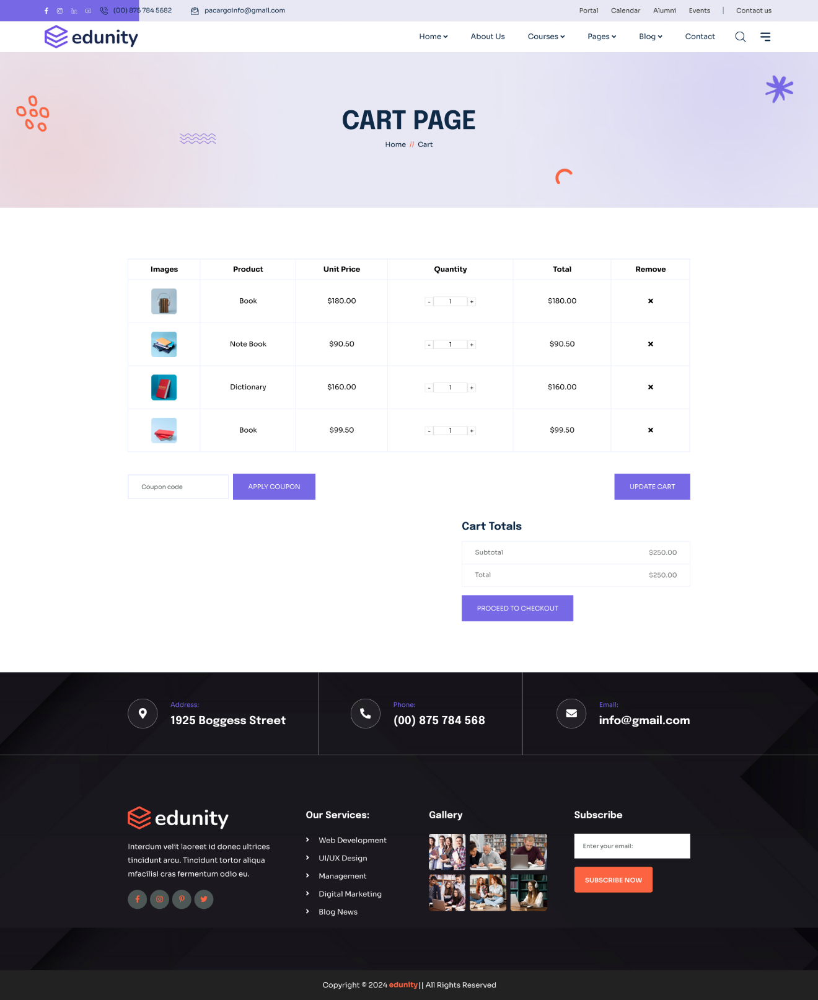 (00) 875 784 5682 pacargoinfo@gmail.com Portal Calendar Alumni Events | Contact us
edunity Home About Us Courses Pages Blog Contact
CART PAGE
Home // Cart
Images Product Unit Price Quantity Total Remove
Book $180.00 - 1 + $180.00
Note Book $90.50 - 1 + $90.50
Dictionary $160.00 - 1 + $160.00
Book $99.50 - 1 + $99.50
Coupon code APPLY COUPON UPDATE CART
Cart Totals
Subtotal $250.00
Total $250.00
PROCEED TO CHECKOUT
Address:
1925 Boggess Street
Phone:
(00) 875 784 568
Email:
info@gmail.com
edunity
Interdum velit laoreet id donec ultrices
tincidunt arcu. Tincidunt tortor aliqua
mfacilisi cras fermentum odio eu.
Our Services:
Web Development
UI/UX Design
Management
Digital Marketing
Blog News
Gallery
Subscribe
Enter your email:
SUBSCRIBE NOW
Copyright © 2024 edunity || All Rights Reserved